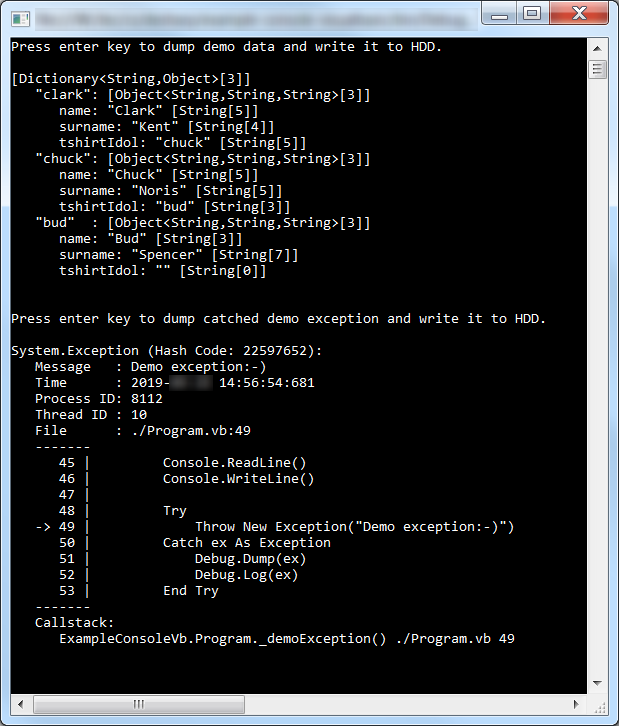 Press enter key to dump demo data and write it to HDD.
[Dictionary<String,Object>[3]]
"clark": [Object<String,String,String>[3]]
name: "Clark" [String[5]]
surname: "Kent" [String[4]]
tshirtIdol: "chuck" [String[5]]
"chuck": [Object<String,String,String>[3]]
name: "Chuck" [String[5]]
surname: "Noris" [String[5]]
tshirtIdol: "bud" [String[3]]
"bud"  : [Object<String,String,String>[3]]
name: "Bud" [String[3]]
surname: "Spencer" [String[7]]
tshirtIdol: "" [String[0]]
Press enter key to dump catched demo exception and write it to HDD.
System.Exception (Hash Code: 22597652):
Message   : Demo exception:-)
Time      : 2019- 14:56:54:681
Process ID: 8112
Thread ID : 10
File      : ./Program.vb:49
-------
45 |         Console.ReadLine()
46 |         Console.WriteLine()
47 |
48 |         Try
-> 49 |             Throw New Exception("Demo exception:-)")
50 |         Catch ex As Exception
51 |             Debug.Dump(ex)
52 |             Debug.Log(ex)
53 |         End Try
-------
Callstack:
ExampleConsoleVb.Program._demoException() ./Program.vb 49